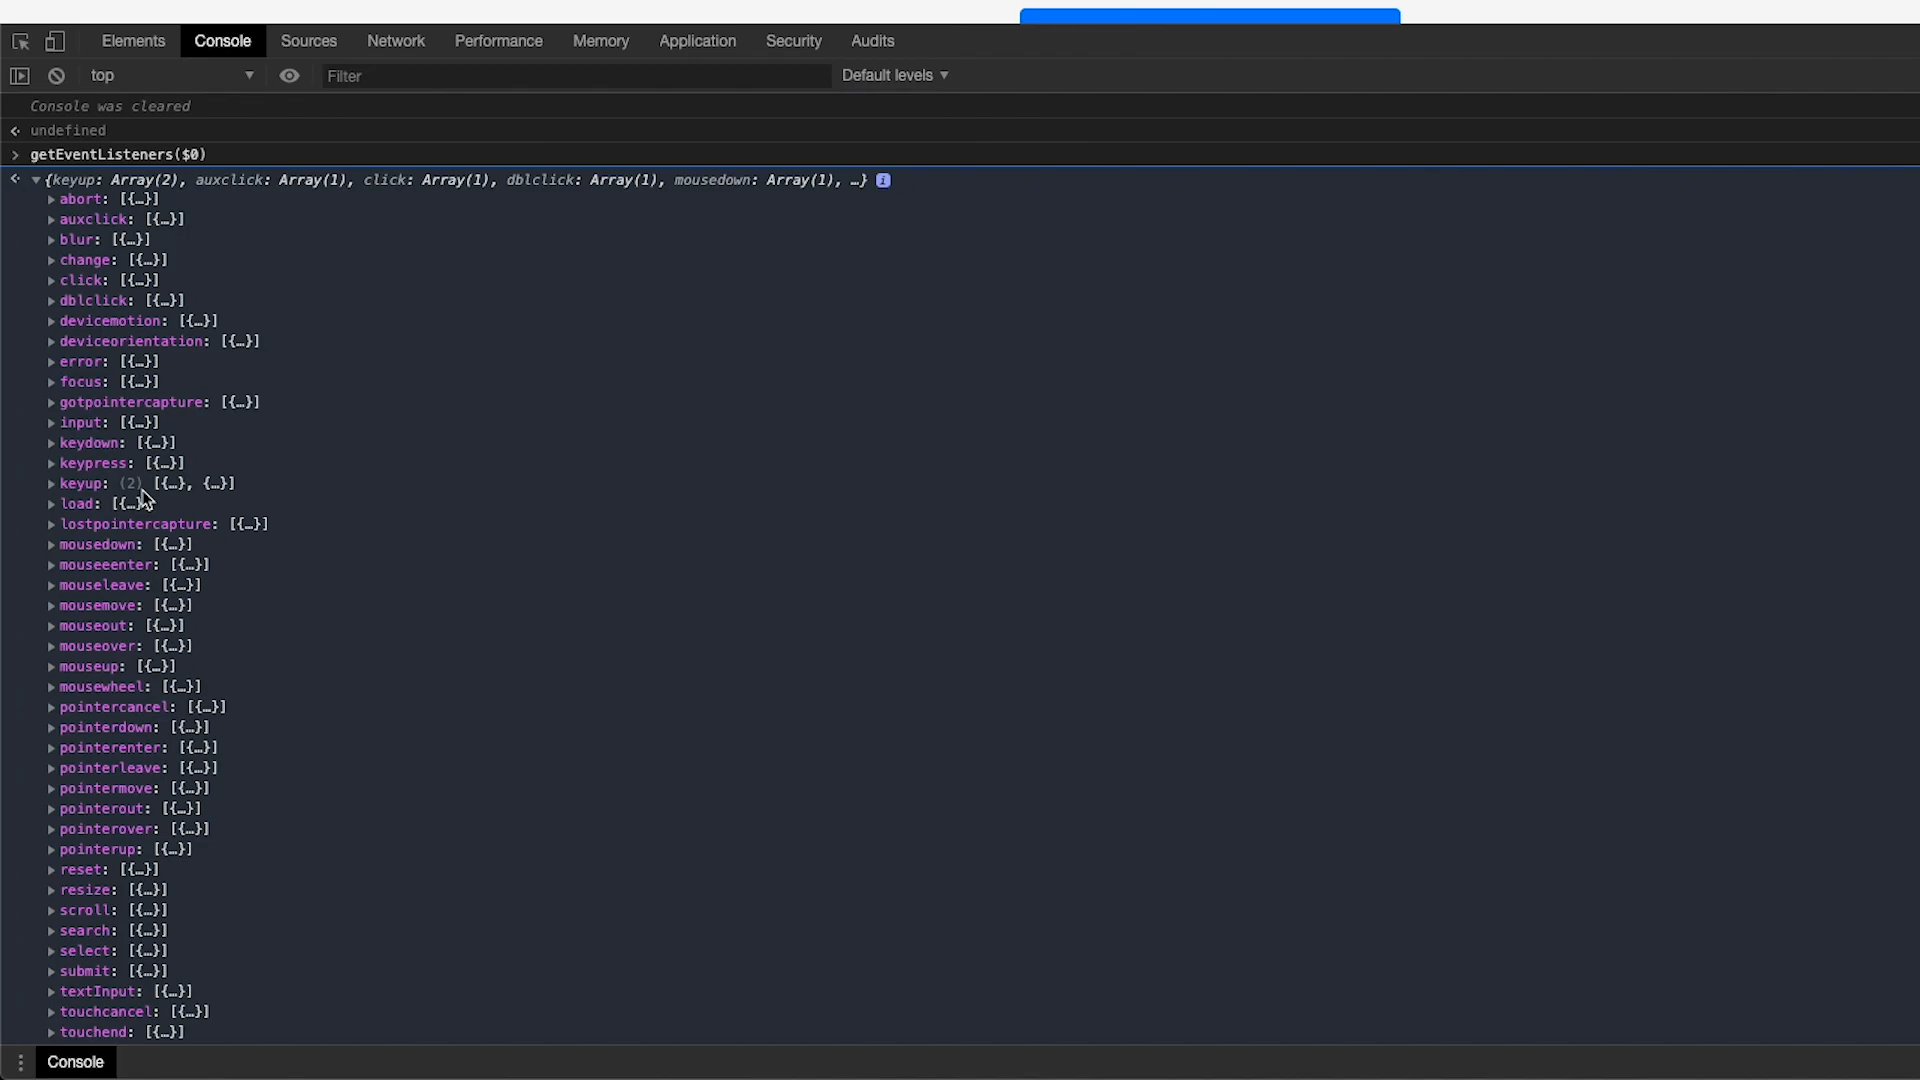 Elements Console Sources Network Performance Memory Application Security Audits
top Filter Default levels
Console was cleared
undefined
getEventListeners($0)
{keyup: Array(2), auxclick: Array(1), click: Array(1), dblclick: Array(1), mousedown: Array(1), …} i
abort: [{…}]
auxclick: [{…}]
blur: [{…}]
change: [{…}]
click: [{…}]
dblclick: [{…}]
devicemotion: [{…}]
deviceorientation: [{…}]
error: [{…}]
focus: [{…}]
gotpointercapture: [{…}]
input: [{…}]
keydown: [{…}]
keypress: [{…}]
keyup: (2) [{…}, {…}]
load: [{…}]
lostpointercapture: [{…}]
mousedown: [{…}]
mouseenter: [{…}]
mouseleave: [{…}]
mousemove: [{…}]
mouseout: [{…}]
mouseover: [{…}]
mouseup: [{…}]
mousewheel: [{…}]
pointercancel: [{…}]
pointerdown: [{…}]
pointerenter: [{…}]
pointerleave: [{…}]
pointermove: [{…}]
pointerout: [{…}]
pointerover: [{…}]
pointerup: [{…}]
reset: [{…}]
resize: [{…}]
scroll: [{…}]
search: [{…}]
select: [{…}]
submit: [{…}]
textInput: [{…}]
touchcancel: [{…}]
touchend: [{…}]
Console